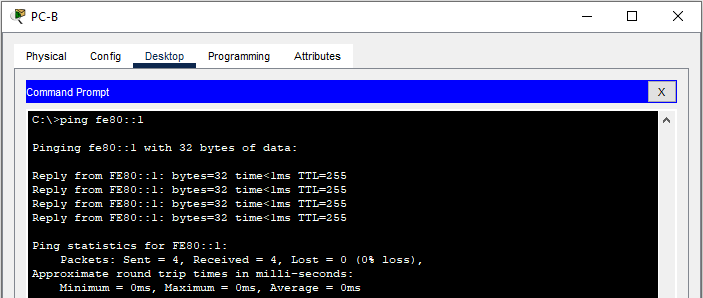 PC-B
Physical Config Desktop Programming Attributes
Command Prompt X
C:\>ping fe80::1
Pinging fe80::1 with 32 bytes of data:
Reply from FE80::1: bytes=32 time<1ms TTL=255
Reply from FE80::1: bytes=32 time<1ms TTL=255
Reply from FE80::1: bytes=32 time<1ms TTL=255
Reply from FE80::1: bytes=32 time<1ms TTL=255
Ping statistics for FE80::1:
Packets: Sent = 4, Received = 4, Lost = 0 (0% loss),
Approximate round trip times in milli-seconds:
Minimum = 0ms, Maximum = 0ms, Average = 0ms